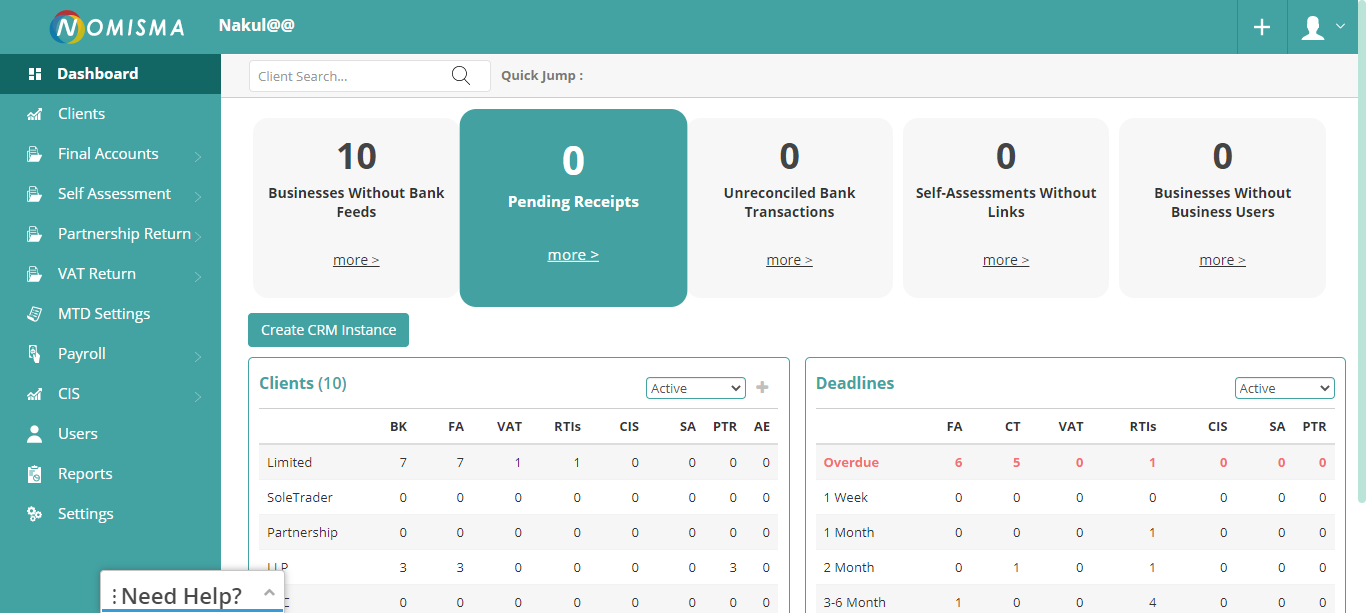 NOMISMA
Nakul@@
Dashboard
Clients
Final Accounts
Self Assessment
Partnership Return
VAT Return
MTD Settings
Payroll
CIS
Users
Reports
Settings
Need Help?
Client Search...
Quick Jump :
10
Businesses Without Bank
Feeds
more >
0
Pending Receipts
more >
0
Unreconciled Bank
Transactions
more >
0
Self-Assessments Without
Links
more >
0
Businesses Without
Business Users
more >
Create CRM Instance
Clients (10)
Active
BK FA VAT RTIs CIS SA PTR AE
Limited 7 7 1 1 0 0 0 0
SoleTrader 0 0 0 0 0 0 0 0
Partnership 0 0 0 0 0 0 0 0
LLP 3 3 0 0 0 0 3 0
0 0 0 0 0 0 0 0
Deadlines
Active
FA CT VAT RTIs CIS SA PTR
Overdue 6 5 0 1 0 0 0
1 Week 0 0 0 0 0 0 0
1 Month 0 0 0 1 0 0 0
2 Month 0 1 0 1 0 0 0
3-6 Month 1 0 0 4 0 0 0